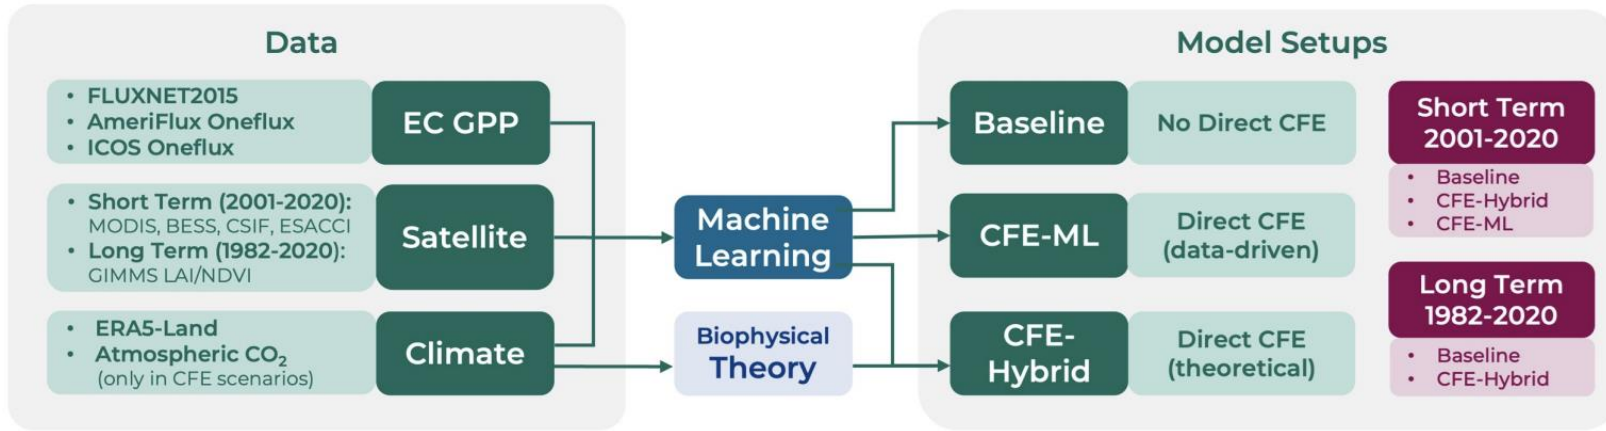 Data
• FLUXNET2015
• AmeriFlux Oneflux
• ICOS Oneflux
EC GPP
• Short Term (2001-2020):
MODIS, BESS, CSIF, ESACCI
• Long Term (1982-2020):
GIMMS LAI/NDVI
Satellite
• ERA5-Land
• Atmospheric CO₂
(only in CFE scenarios)
Climate
Machine
Learning
Biophysical
Theory
Model Setups
Baseline
No Direct CFE
CFE-ML
Direct CFE
(data-driven)
CFE-
Hybrid
Direct CFE
(theoretical)
Short Term
2001-2020
• Baseline
• CFE-Hybrid
• CFE-ML
Long Term
1982-2020
• Baseline
• CFE-Hybrid